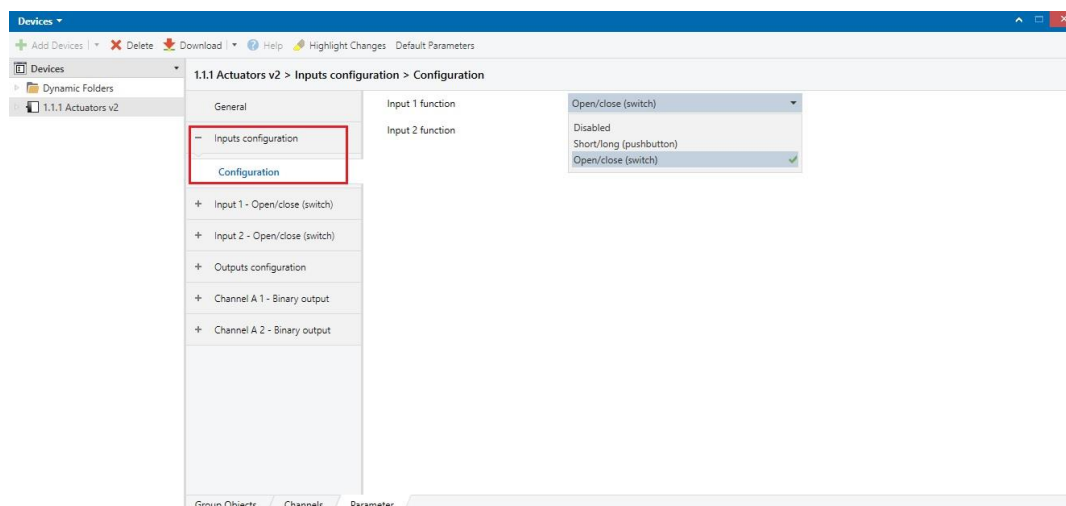 Devices
Add Devices Delete Download Help Highlight Changes Default Parameters
Devices
Dynamic Folders
1.1.1 Actuators v2
1.1.1 Actuators v2 > Inputs configuration > Configuration
General
Inputs configuration
Configuration
Input 1 - Open/close (switch)
Input 2 - Open/close (switch)
Outputs configuration
Channel A 1 - Binary output
Channel A 2 - Binary output
Input 1 function
Open/close (switch)
Input 2 function
Disabled
Short/long (pushbutton)
Open/close (switch)
Group Objects Channels Parameter